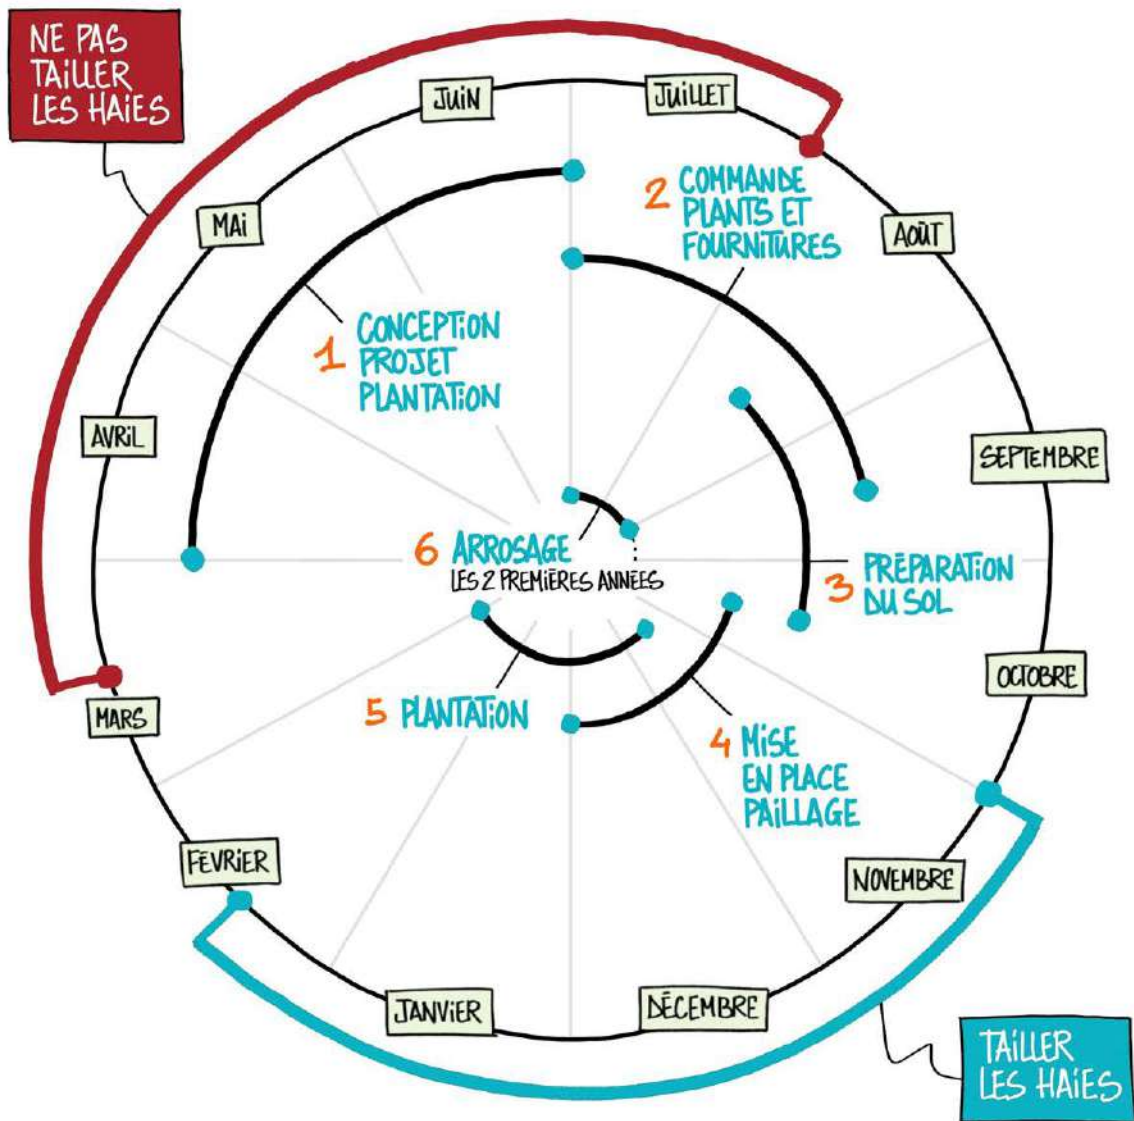 NE PAS
TAILLER
LES HAIES
JUIN
JUILLET
MAI
AOÛT
2 COMMANDE
PLANTS ET
FOURNITURES
1 CONCEPTION
PROJET
PLANTATION
AVRIL
SEPTEMBRE
6 ARROSAGE
LES 2 PREMIÈRES ANNÉES
3 PRÉPARATION
DU SOL
MARS
OCTOBRE
5 PLANTATION
4 MISE
EN PLACE
PAILLAGE
FÉVRIER
NOVEMBRE
JANVIER
DÉCEMBRE
TAILLER
LES HAIES